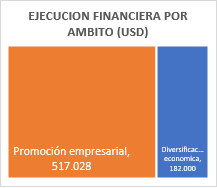 EJECUCION FINANCIERA POR
AMBITO (USD)
Promoción empresarial,
517.028
Diversificac...
economica,
182.000